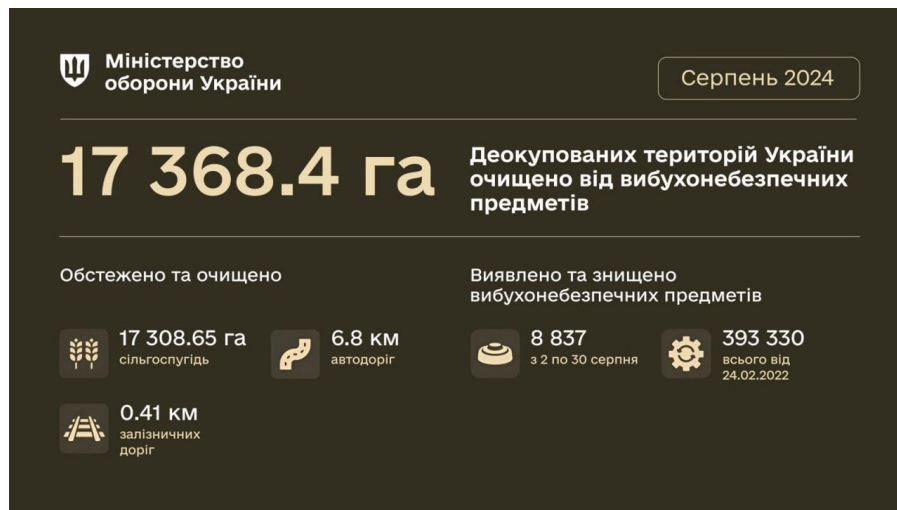 Міністерство
оборони України
Серпень 2024
17 368.4 га
Деокупованих територій України
очищено від вибухонебезпечних
предметів
Обстежено та очищено
17 308.65 га
сільгоспугідь
6.8 км
автодоріг
0.41 км
залізничних
доріг
Виявлено та знищено
вибухонебезпечних предметів
8 837
з 2 по 30 серпня
393 330
всього від
24.02.2022